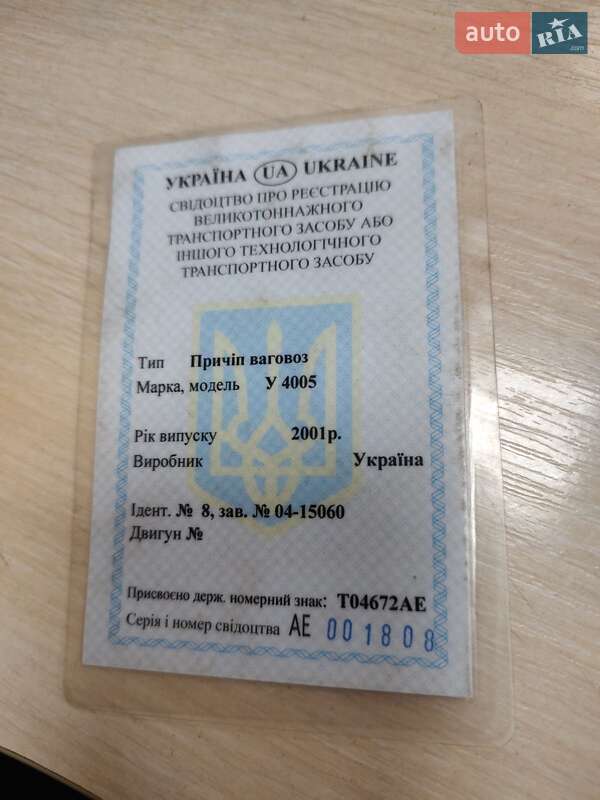 auto RIA.com
УКРАЇНА UA UKRAINE
СВІДОЦТВО ПРО РЕЄСТРАЦІЮ
ВЕЛИКОТОННАЖНОГО
ТРАНСПОРТНОГО ЗАСОБУ АБО
ІНШОГО ТЕХНОЛОГІЧНОГО
ТРАНСПОРТНОГО ЗАСОБУ
Тип Причіп ваговоз
Марка, модель У 4005
Рік випуску 2001р.
Виробник Україна
Ідент. № 8, зав. № 04-15060
Двигун №
Присвоєно держ. номерний знак: Т04672АЕ
Серія і номер свідоцтва АЕ 001808